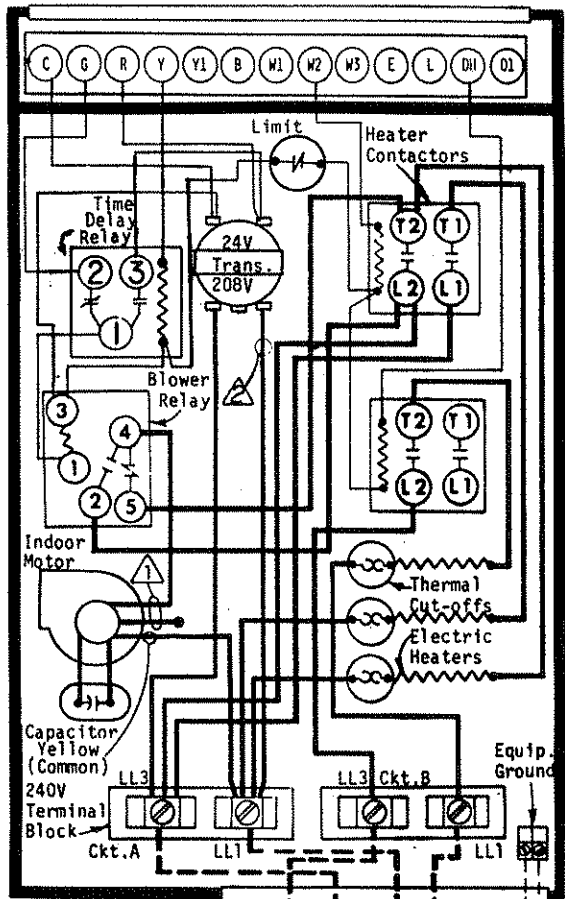 C G R Y Y1 B W1 W2 W3 E L DH O1
Limit
Heater
Contactors
Time
Delay
Relay
24V
Trans.
208V
T2 T1
L2 L1
2 3
1
2
Blower
Relay
3
4
1
2
5
T2 T1
L2 L1
Indoor
Motor
1
Thermal
Cut-offs
Electric
Heaters
Capacitor
Yellow
(Common)
240V
Terminal
Block
LL3
LL3 Ckt.B
Equip.
Ground
Ckt.A
LL1
LL1